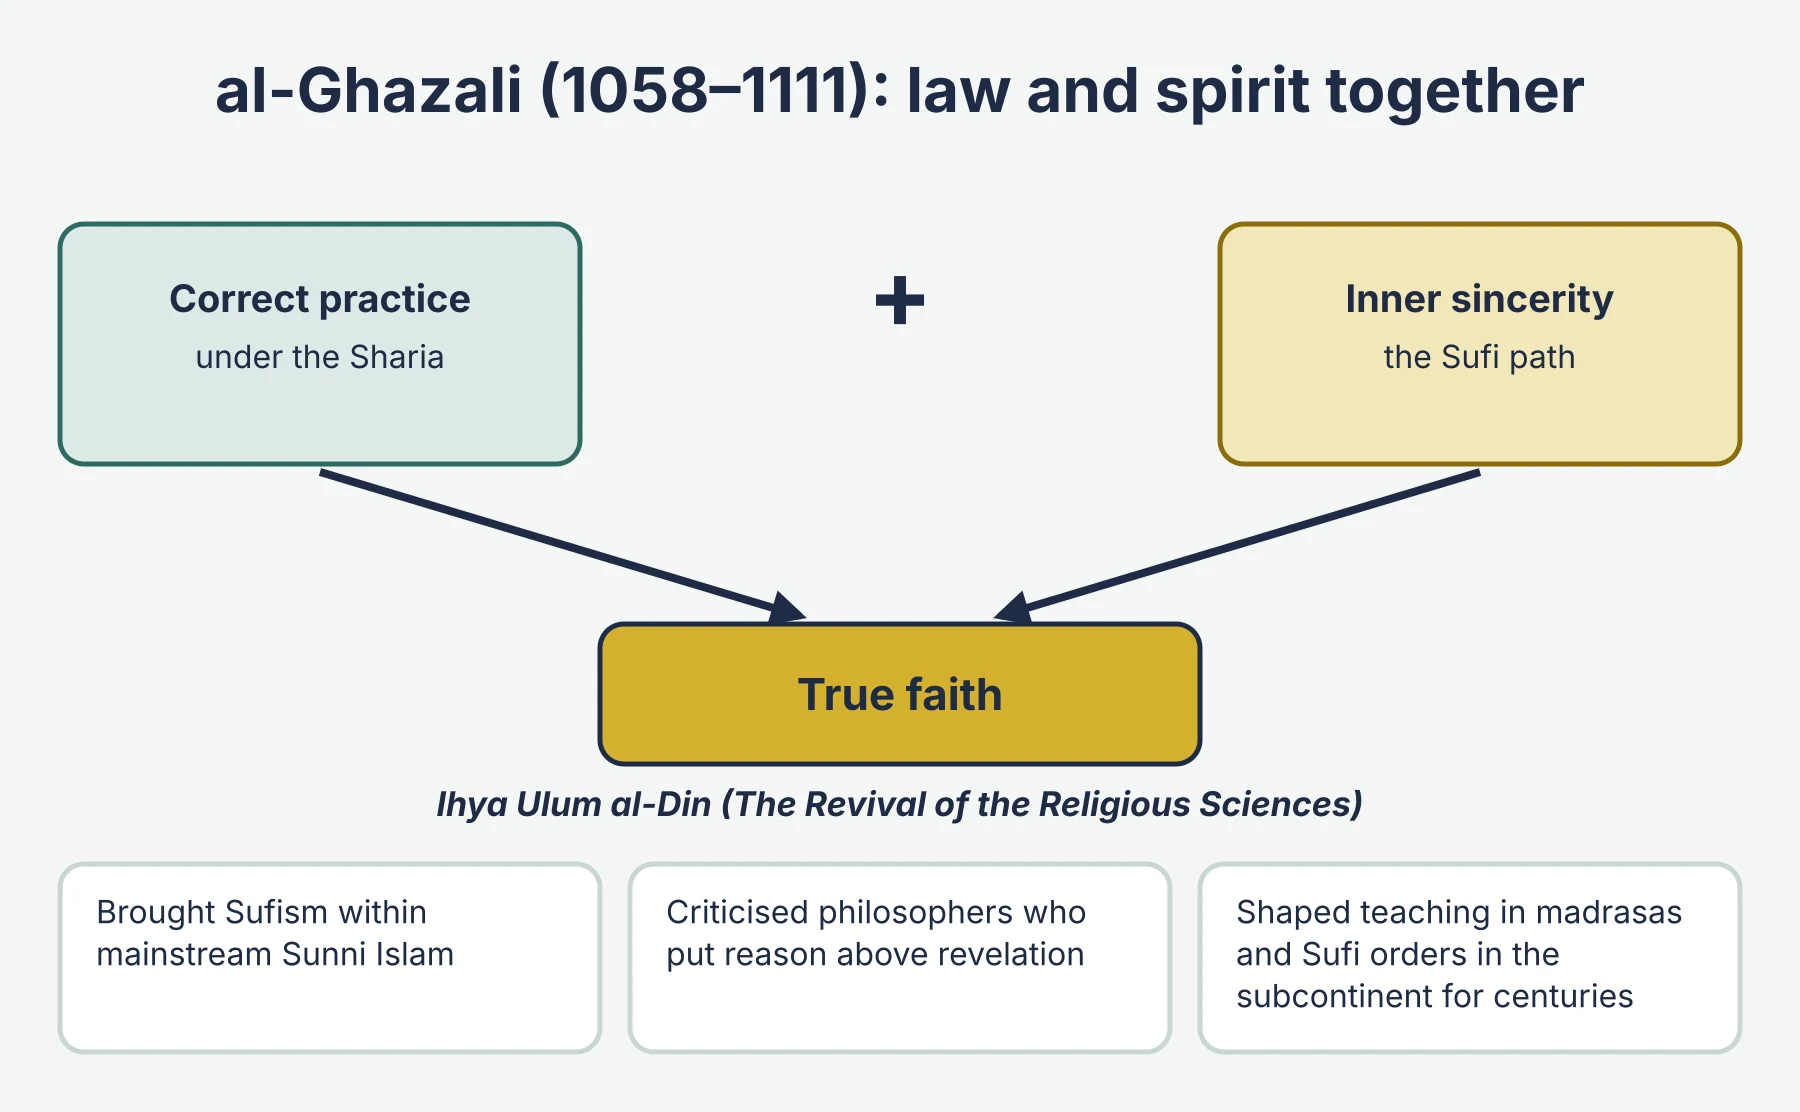 al-Ghazali (1058–1111): law and spirit together
Correct practice
under the Sharia
+
Inner sincerity
the Sufi path
True faith
Ihya Ulum al-Din (The Revival of the Religious Sciences)
Brought Sufism within
mainstream Sunni Islam
Criticised philosophers who
put reason above revelation
Shaped teaching in madrasas
and Sufi orders in the
subcontinent for centuries